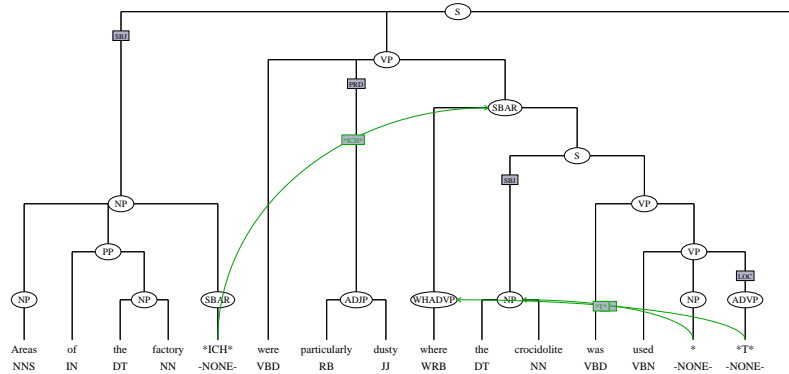 S
SBJ
VP
PRD
SBAR
*ICH*
S
SBJ
NP VP
PP VP
LOC
NP NP SBAR ADJP WHADVP NP *T* NP ADVP
Areas of the factory *ICH* were particularly dusty where the crocidolite was used * *T*
NNS IN DT NN -NONE- VBD RB JJ WRB DT NN VBD VBN -NONE- -NONE-